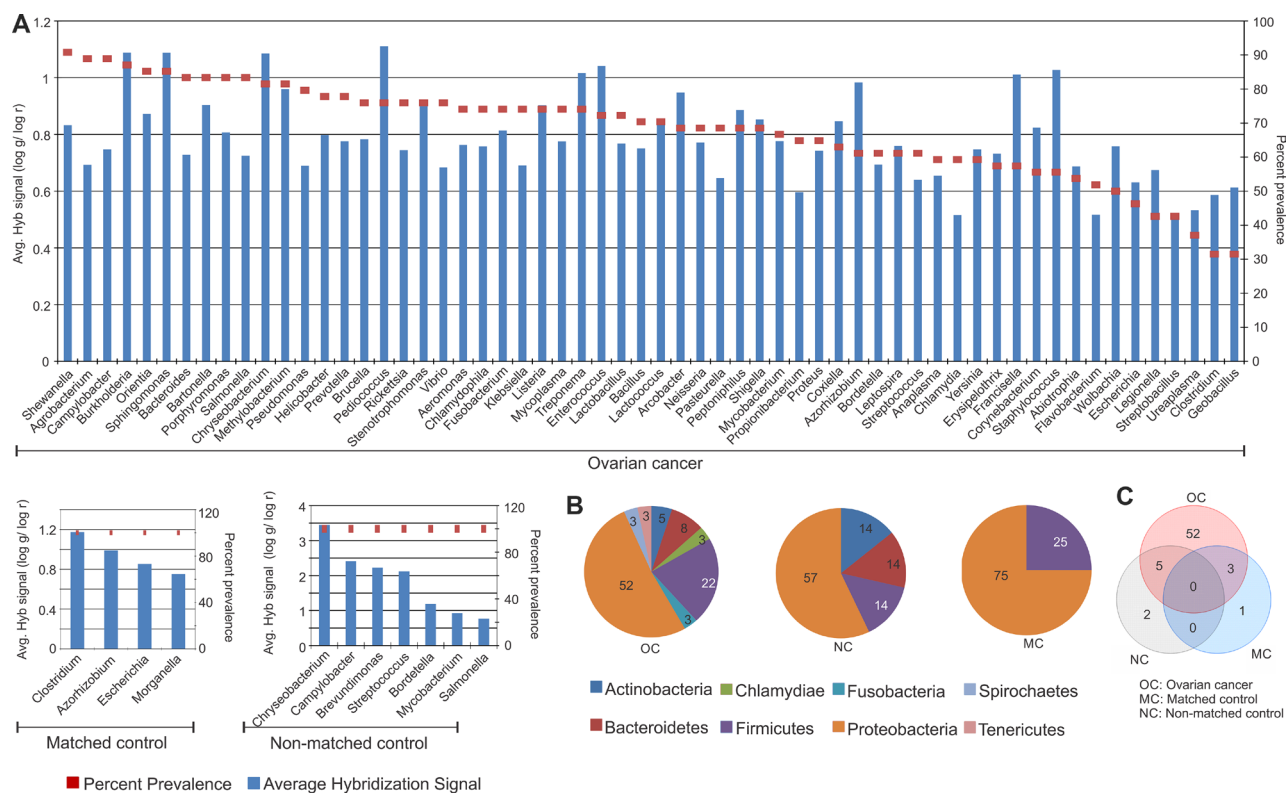 A
Avg. Hyb signal (log g/ log r)
1.2
1
0.8
0.6
0.4
0.2
0
100
90
80
70
60
50
40
30
20
10
0
Percent prevalence
Shewanella
Agrobacterium
Campylobacter
Burkholderia
Orientia
Sphingomonas
Bacteroides
Bartonella
Porphyromonas
Salmonella
Chryseobacterium
Methylobacterium
Pseudomonas
Helicobacter
Prevotella
Brucella
Pediococcus
Rickettsia
Stenotrophomonas
Vibrio
Aeromonas
Chlamydophila
Fusobacterium
Klebsiella
Listeria
Mycoplasma
Treponema
Enterococcus
Lactobacillus
Bacillus
Lactococcus
Arcobacter
Neisseria
Pasteurella
Peptoniphilus
Shigella
Mycobacterium
Propionibacterium
Proteus
Coxiella
Azorhizobium
Bordetella
Leptospira
Streptococcus
Anaplasma
Chlamydia
Yersinia
Erysipelothrix
Francisella
Corynebacterium
Staphylococcus
Abiotrophia
Flavobacterium
Wolbachia
Escherichia
Legionella
Streptobacillus
Ureaplasma
Clostridium
Geobacillus
Ovarian cancer
Avg. Hyb signal (log g/ log r)
1.2
0.8
0.4
0
120
80
40
0
Percent prevalence
Clostridium
Azorhizobium
Escherichia
Morganella
Matched control
Avg. Hyb signal (log g/ log r)
4
3
2
1
0
120
80
40
0
Percent prevalence
Chryseobacterium
Campylobacter
Brevundimonas
Streptococcus
Bordetella
Mycobacterium
Salmonella
Non-matched control
Percent Prevalence
Average Hybridization Signal
B
3 3 5 8 3 22 3 52
OC
14 14 14 57
NC
25 75
MC
Actinobacteria Chlamydiae Fusobacteria Spirochaetes
Bacteroidetes Firmicutes Proteobacteria Tenericutes
C
OC
52
5 3
0
2 1
0
NC MC
OC: Ovarian cancer
MC: Matched control
NC: Non-matched control